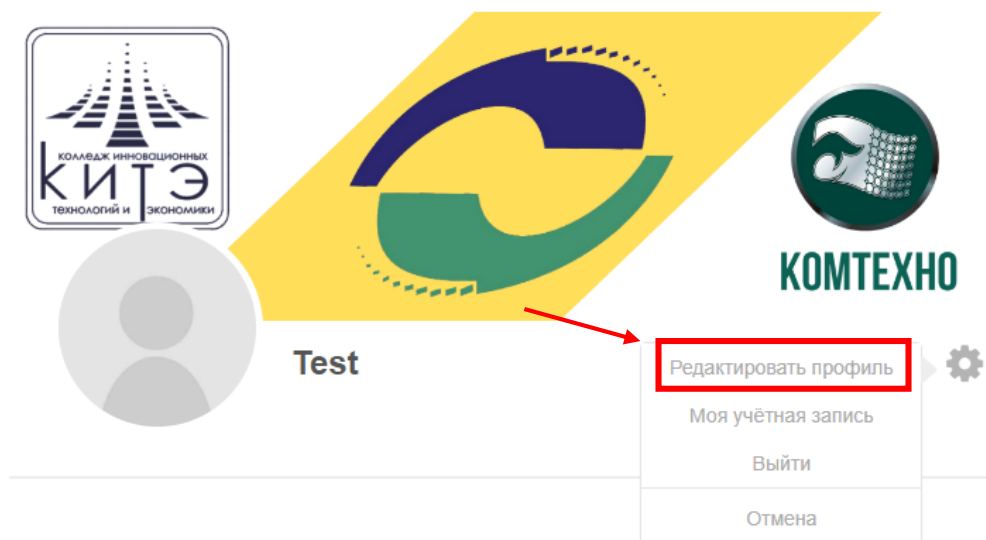 колледж инновационных
китэ
технологий и экономики
КОМТЕХНО
Test
Редактировать профиль
Моя учётная запись
Выйти
Отмена